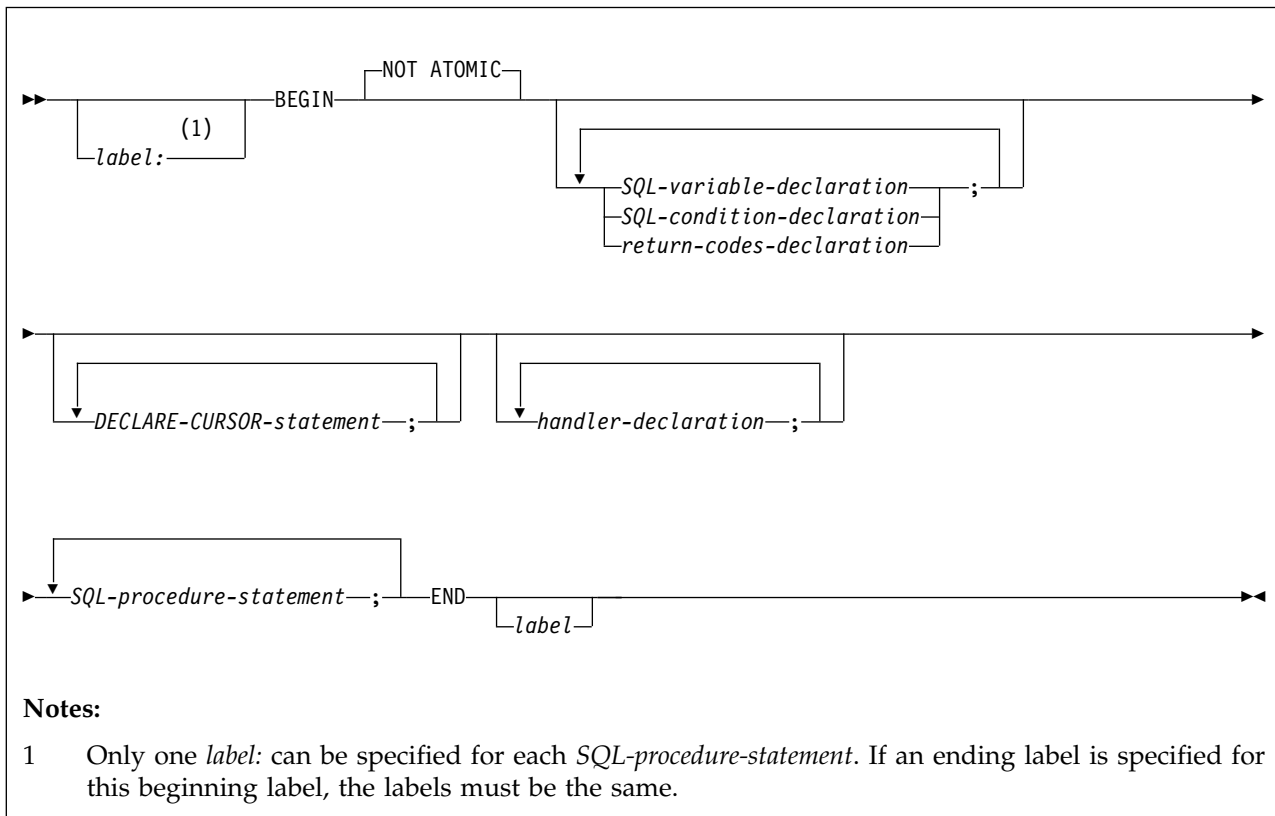 NOT ATOMIC
BEGIN
(1)
label:
SQL-variable-declaration ;
SQL-condition-declaration
return-codes-declaration
DECLARE-CURSOR-statement ; handler-declaration ;
SQL-procedure-statement ; END
label
Notes:
1 Only one label: can be specified for each SQL-procedure-statement. If an ending label is specified for
this beginning label, the labels must be the same.